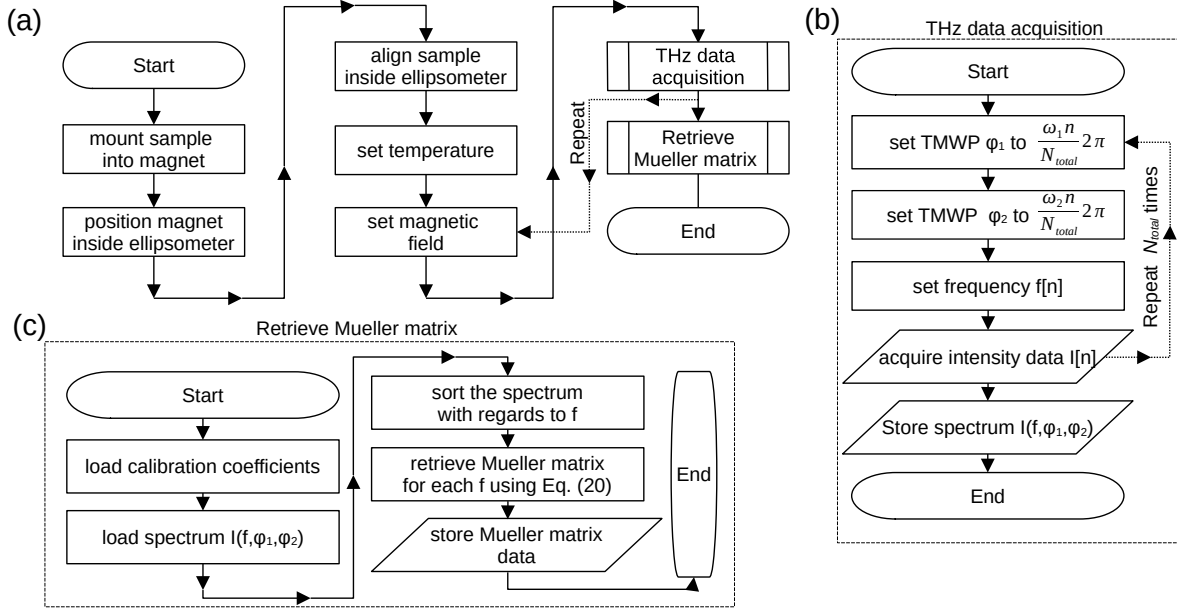 (a)
Start
mount sample
into magnet
position magnet
inside ellipsometer
align sample
inside ellipsometer
set temperature
set magnetic
field
THz data
acquisition
Repeat
Retrieve
Mueller matrix
End
(b)
THz data acquisition
Start
set TMWP φ₁ to ω₁n/N_total 2π
set TMWP φ₂ to ω₂n/N_total 2π
set frequency f[n]
acquire intensity data I[n]
Repeat N_total times
Store spectrum I(f,φ₁,φ₂)
End
(c)
Retrieve Mueller matrix
Start
load calibration coefficients
load spectrum I(f,φ₁,φ₂)
sort the spectrum
with regards to f
retrieve Mueller matrix
for each f using Eq. (20)
store Mueller matrix
data
End